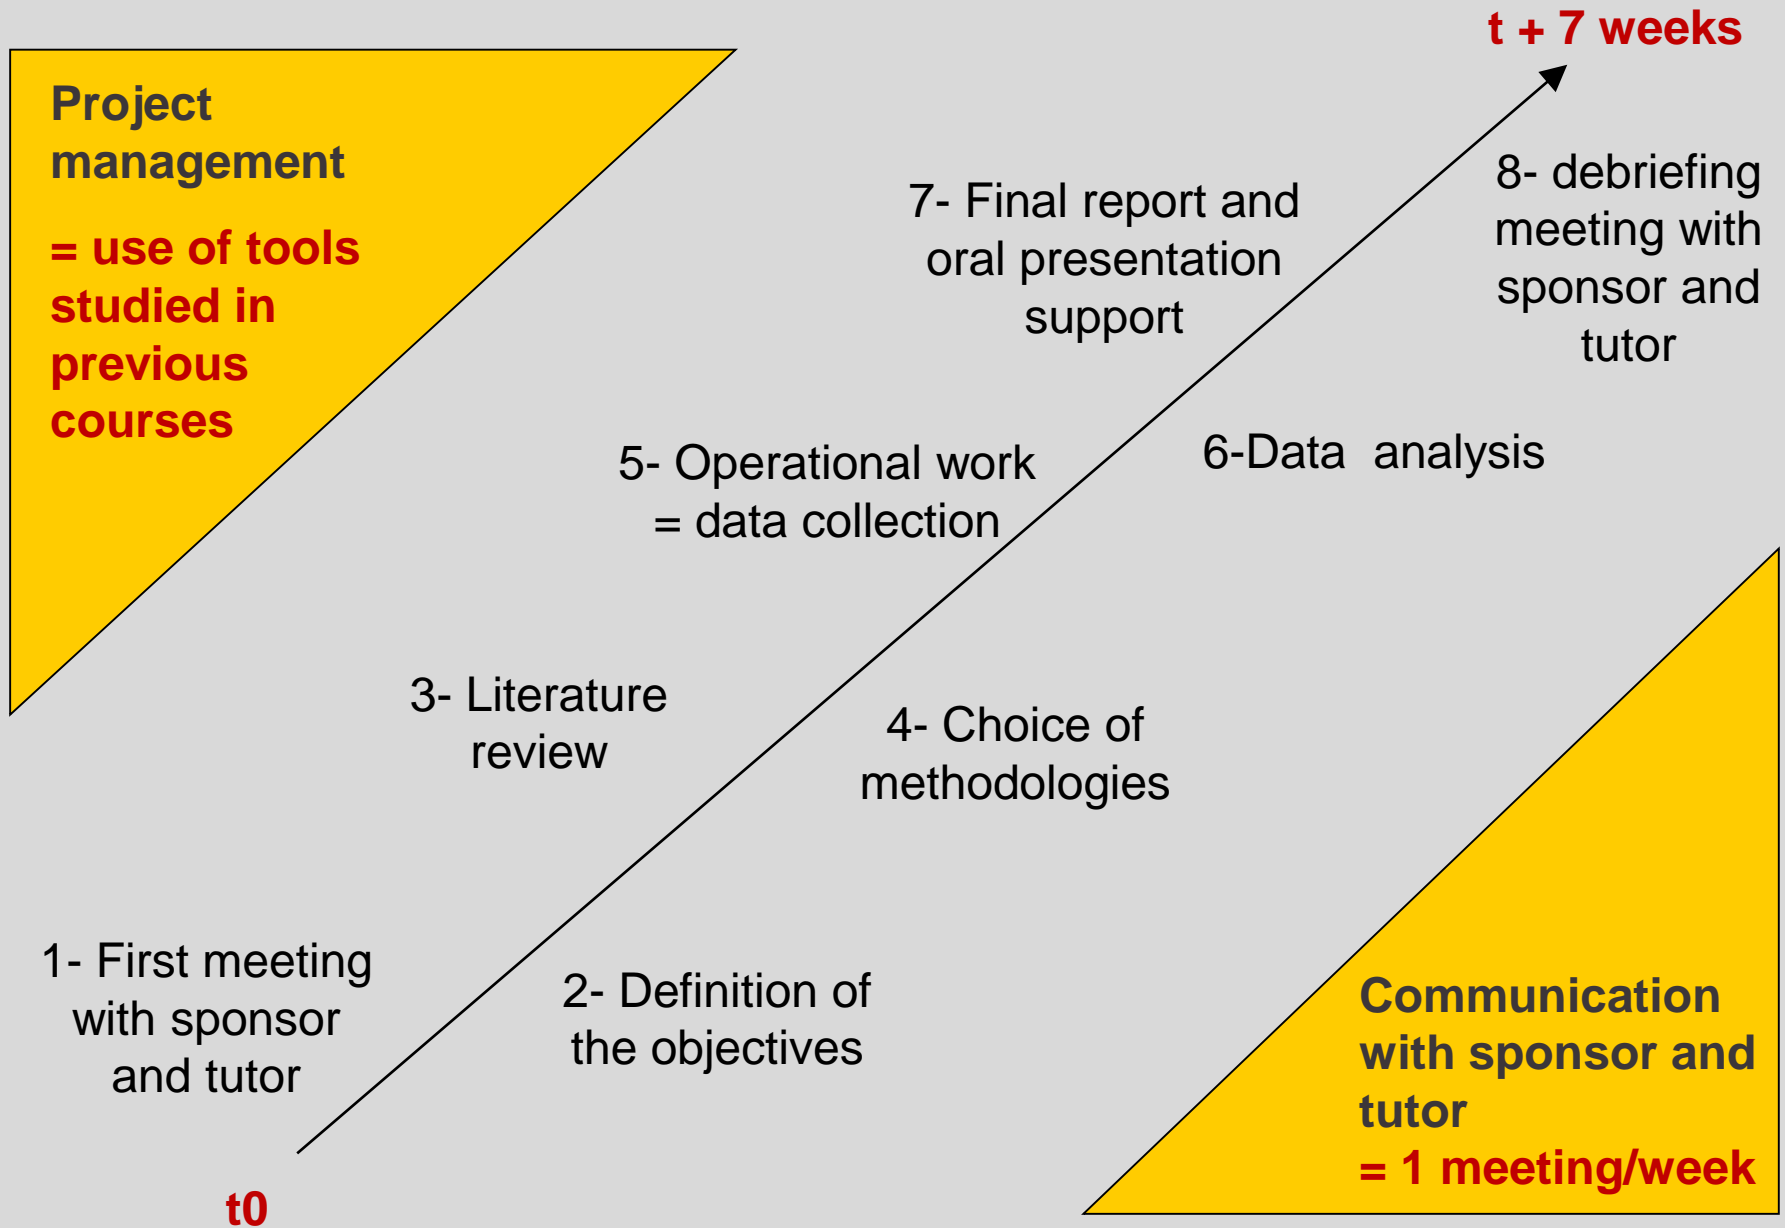 t + 7 weeks
Project
management
= use of tools
studied in
previous
courses
7- Final report and
oral presentation
support
8- debriefing
meeting with
sponsor and
tutor
5- Operational work
= data collection
6-Data  analysis
3- Literature
review
4- Choice of
methodologies
1- First meeting
with sponsor
and tutor
2- Definition of
the objectives
Communication
with sponsor and
tutor
= 1 meeting/week
t0